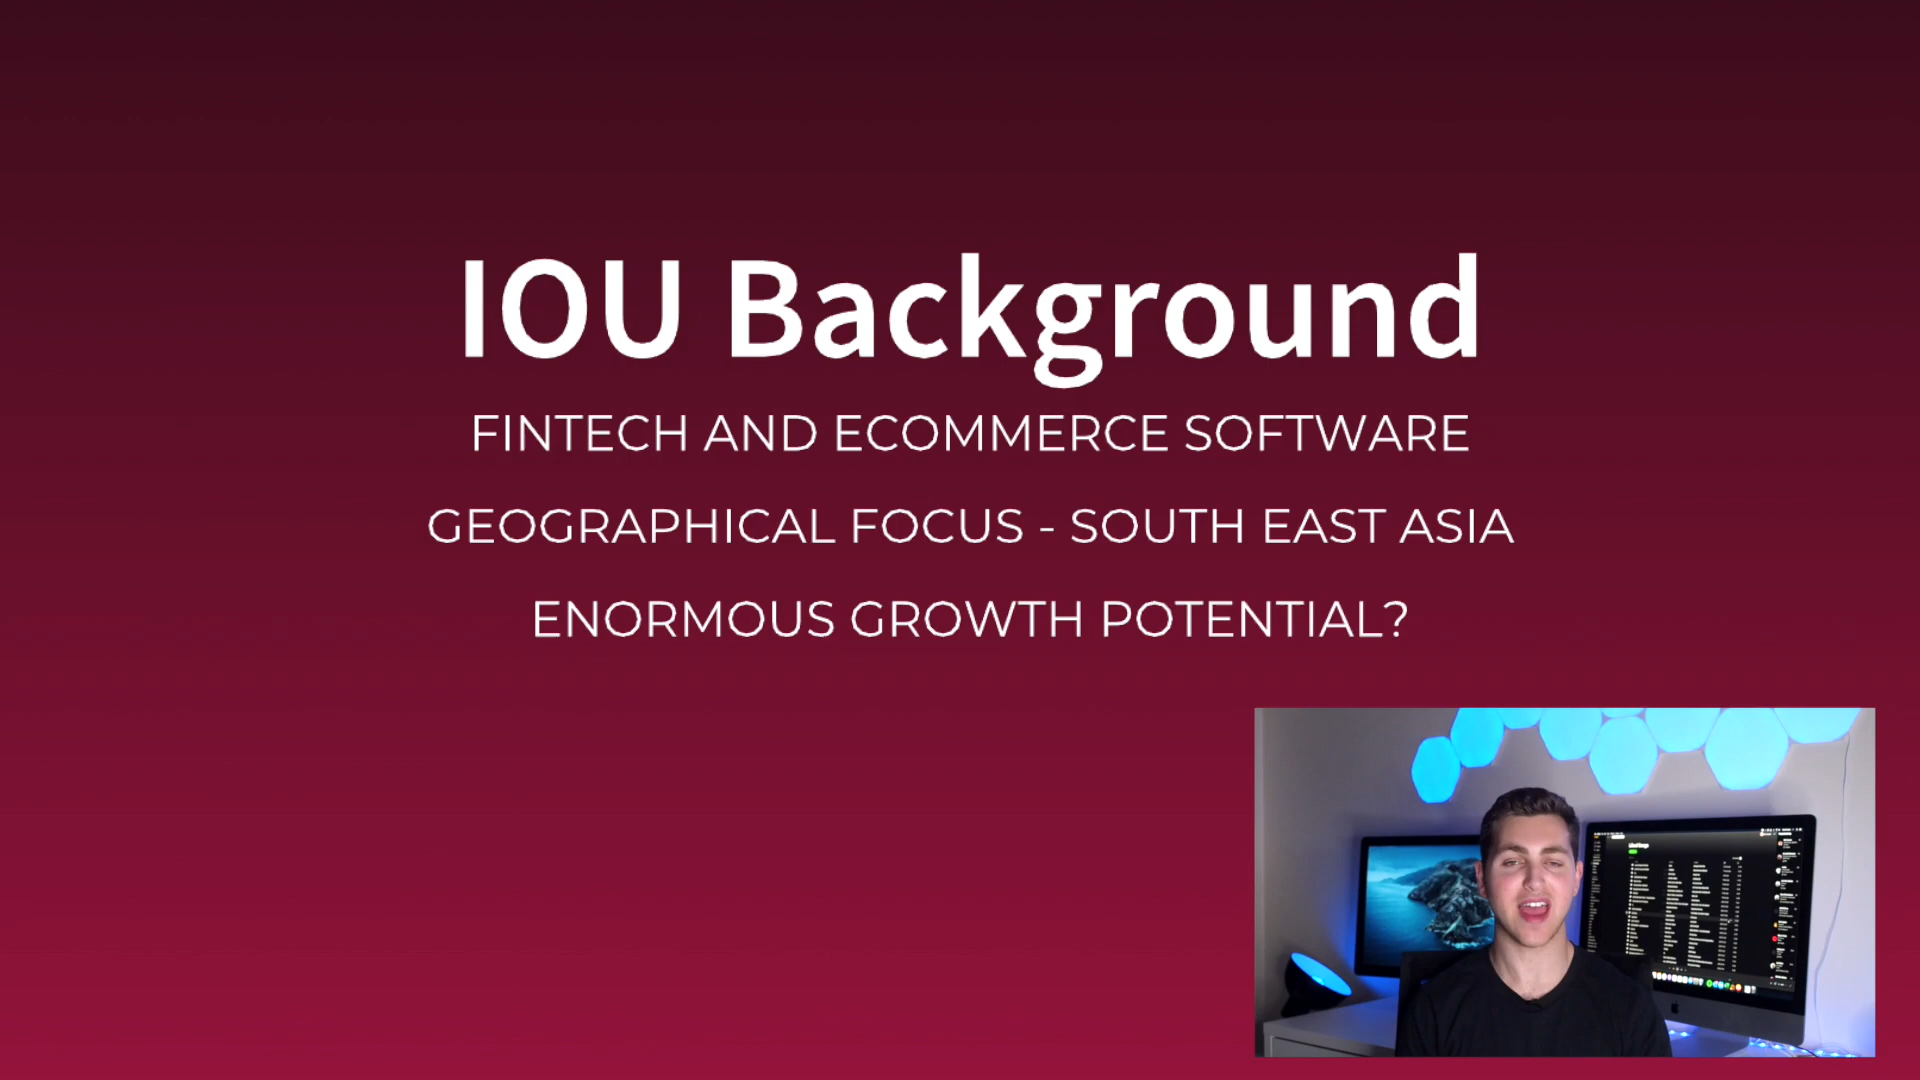 IOU Background
FINTECH AND ECOMMERCE SOFTWARE
GEOGRAPHICAL FOCUS - SOUTH EAST ASIA
ENORMOUS GROWTH POTENTIAL?